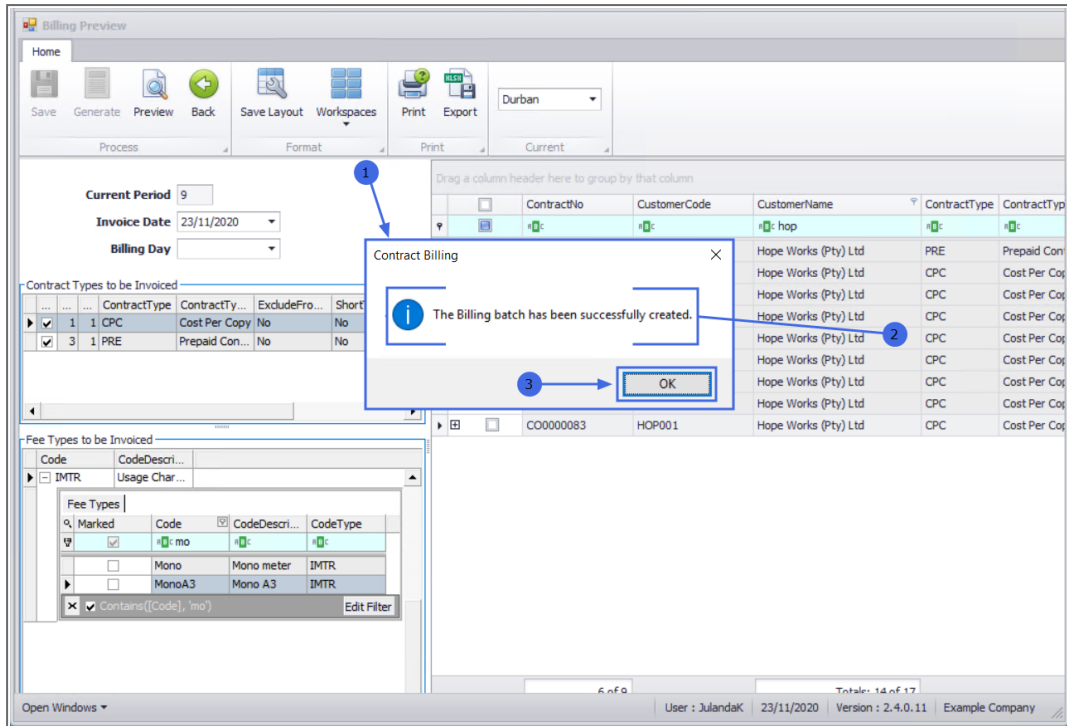 Billing Preview
Home
Save Generate Preview Back Save Layout Workspaces Print Export Durban
Process Format Print Current
1
Drag a column header here to group by that column
Current Period 9
Invoice Date 23/11/2020
Billing Day
ContractNo CustomerCode CustomerName ContractType ContractTyp
hop
Contract Billing
The Billing batch has been successfully created.
2
3
OK
Hope Works (Pty) Ltd PRE Prepaid Con
Hope Works (Pty) Ltd CPC Cost Per Cop
Hope Works (Pty) Ltd CPC Cost Per Cop
Hope Works (Pty) Ltd CPC Cost Per Cop
Hope Works (Pty) Ltd CPC Cost Per Cop
Hope Works (Pty) Ltd CPC Cost Per Cop
Hope Works (Pty) Ltd CPC Cost Per Cop
Hope Works (Pty) Ltd CPC Cost Per Cop
CO0000083 HOP001 Hope Works (Pty) Ltd CPC Cost Per Cop
Contract Types to be Invoiced
... ... ... ContractType ContractTy... ExcludeFro... Short
1 1 CPC Cost Per Copy No No
3 1 PRE Prepaid Con... No No
Fee Types to be Invoiced
Code CodeDescri...
IMTR Usage Char...
Fee Types
Marked Code CodeDescri... CodeType
mo
Mono Mono meter IMTR
MonoA3 Mono A3 IMTR
Contains([Code], 'mo') Edit Filter
6 of 9 Totals: 14 of 17
Open Windows User : JulandaK 23/11/2020 Version : 2.4.0.11 Example Company